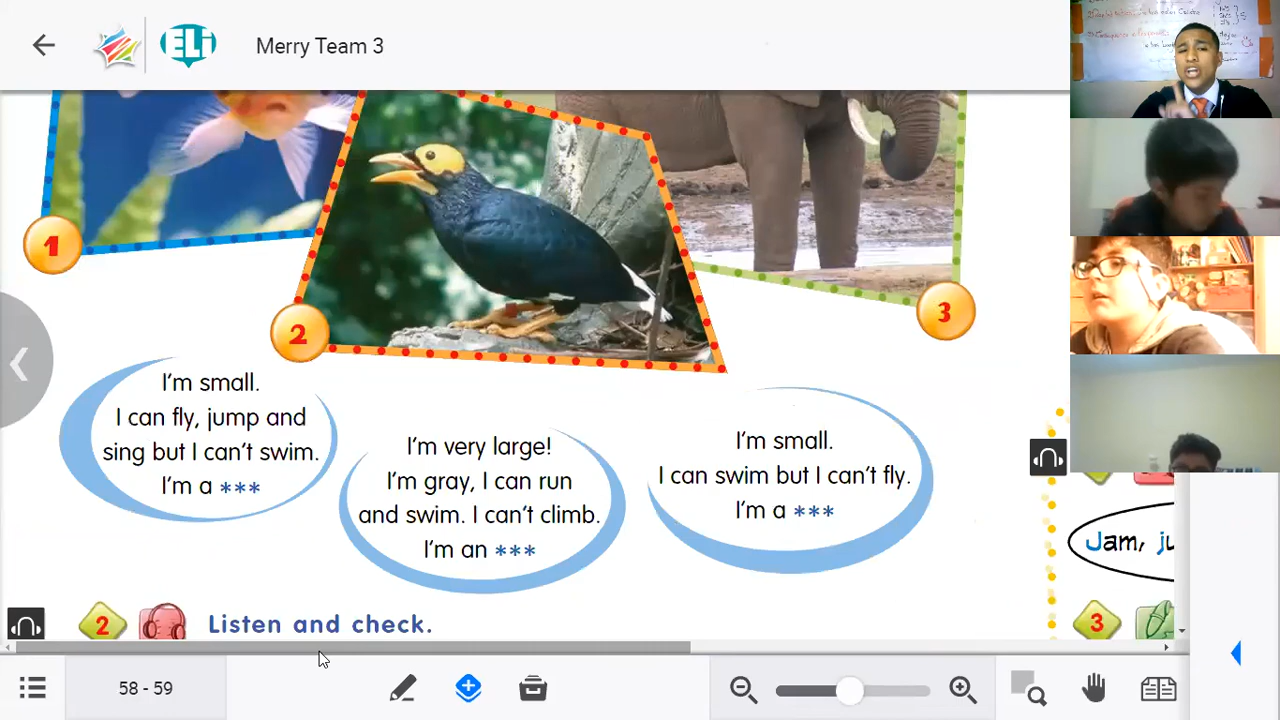 ELi
Merry Team 3
1
2
3
I'm small.
I can fly, jump and
sing but I can't swim.
I'm a ***
I'm very large!
I'm gray, I can run
and swim. I can't climb.
I'm an ***
I'm small.
I can swim but I can't fly.
I'm a ***
2 Listen and check.
Jam, ju
3
58 - 59